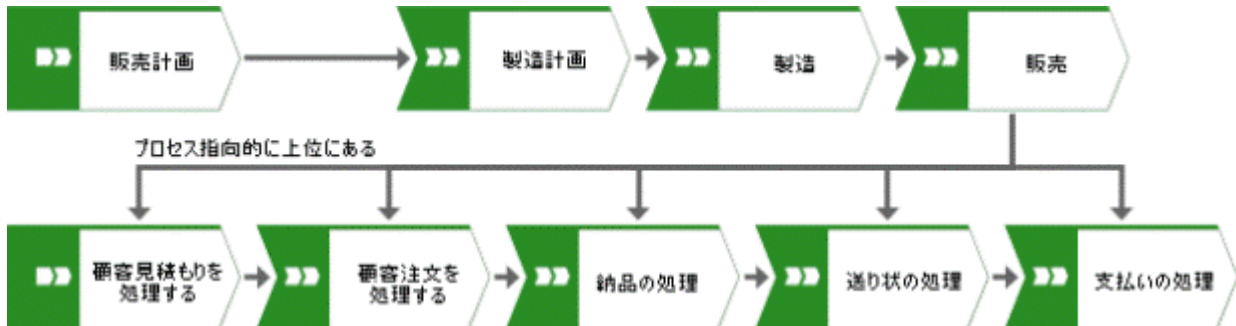 販売計画
製造計画
製造
販売
プロセス指向的に上位にある
顧客見積もりを
処理する
顧客注文を
処理する
納品の処理
送り状の処理
支払いの処理